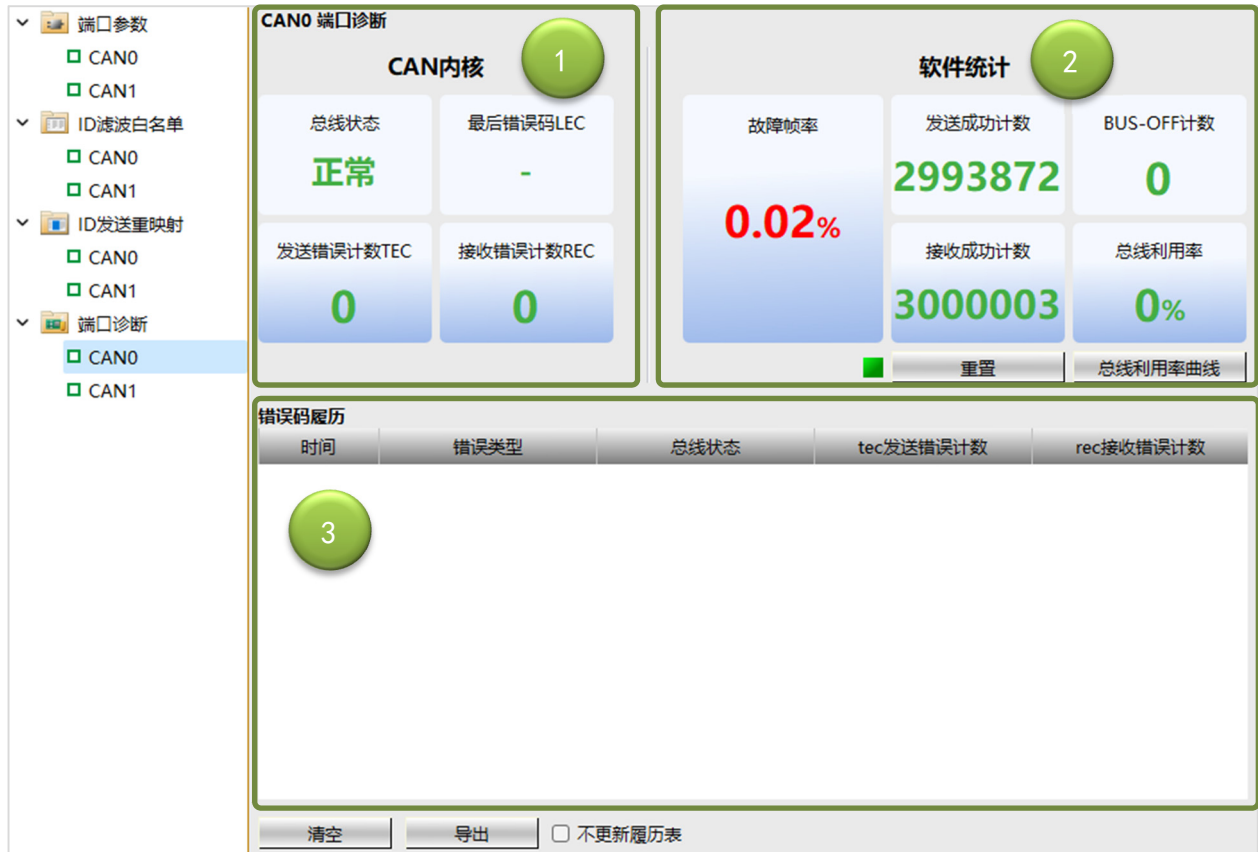 端口参数
CAN0
CAN1
ID滤波白名单
CAN0
CAN1
ID发送重映射
CAN0
CAN1
端口诊断
CAN0
CAN1
CAN0 端口诊断
CAN内核
1
总线状态
正常
最后错误码LEC
-
发送错误计数TEC
0
接收错误计数REC
0
软件统计
2
故障帧率
0.02%
发送成功计数
2993872
BUS-OFF计数
0
接收成功计数
3000003
总线利用率
0%
重置
总线利用率曲线
错误码履历
时间 错误类型 总线状态 tec发送错误计数 rec接收错误计数
3
清空 导出 不更新履历表